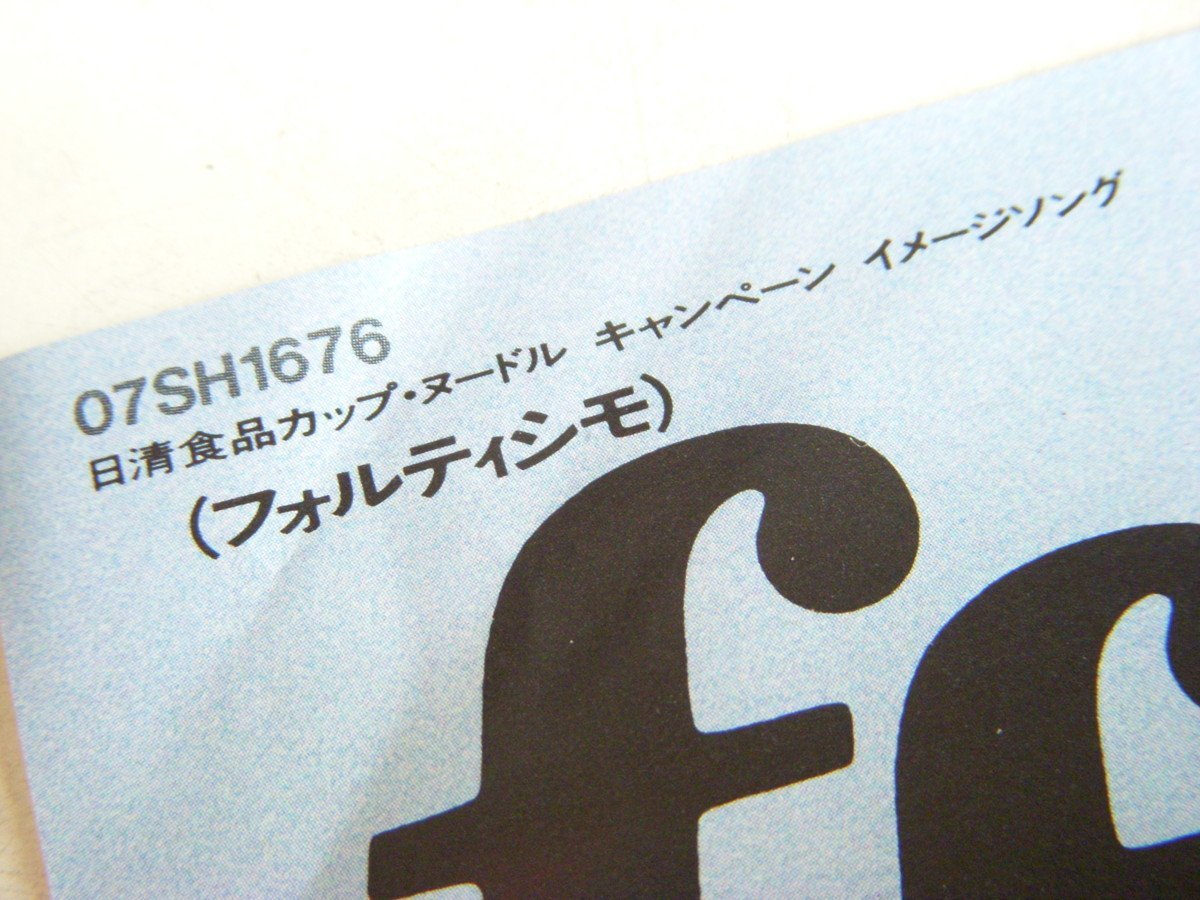 07SH1676
日清食品カップ・ヌードル キャンペーン イメージソング
(フォルティシモ)
f